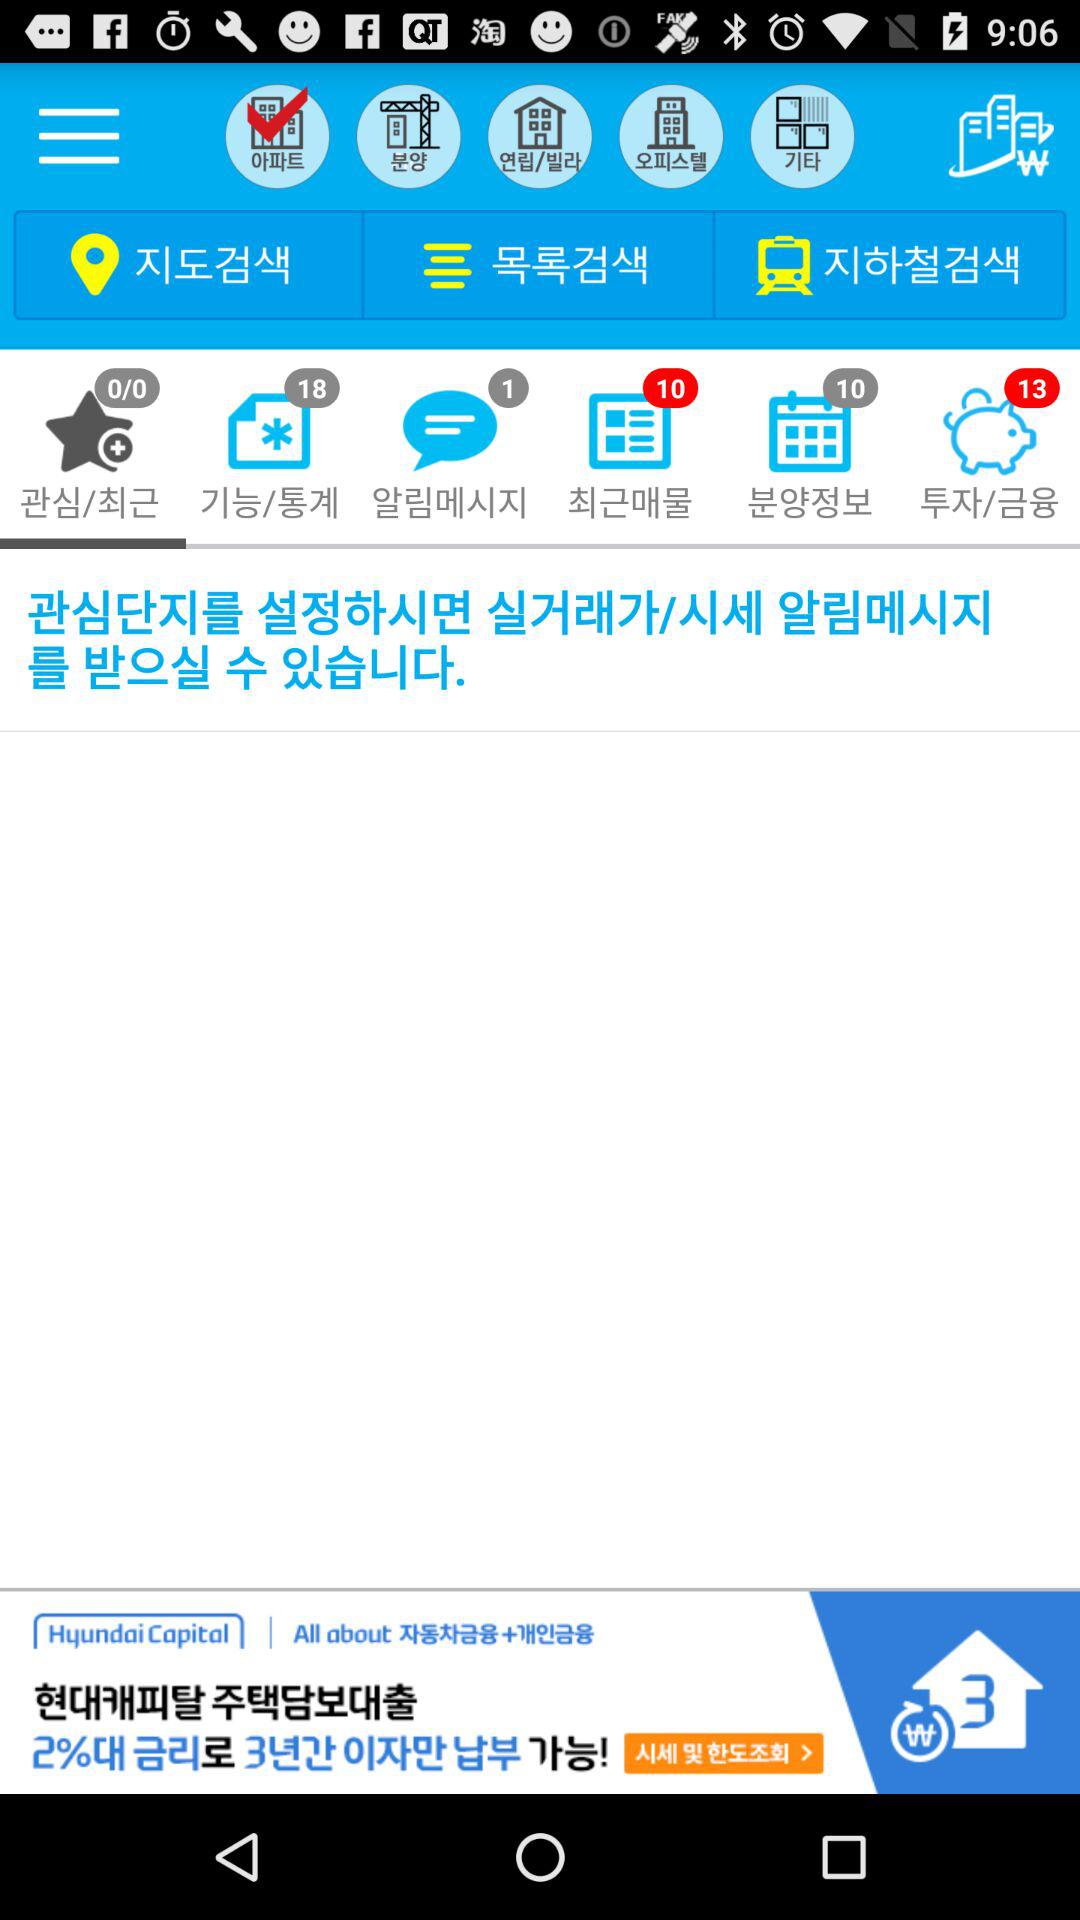 QT 淘 FAKE 9:06
아파트 분양 연립/빌라 오피스텔 기타 ₩
지도검색 목록검색 지하철검색
0/0 18 1 10 10 13
관심/최근 기능/통계 알림메시지 최근매물 분양정보 투자/금융
관심단지를 설정하시면 실거래가/시세 알림메시지
를 받으실 수 있습니다.
Hyundai Capital | All about 자동차금융+개인금융
현대캐피탈 주택담보대출
2%대 금리로 3년간 이자만 납부 가능! 시세 및 한도조회 >
3
₩